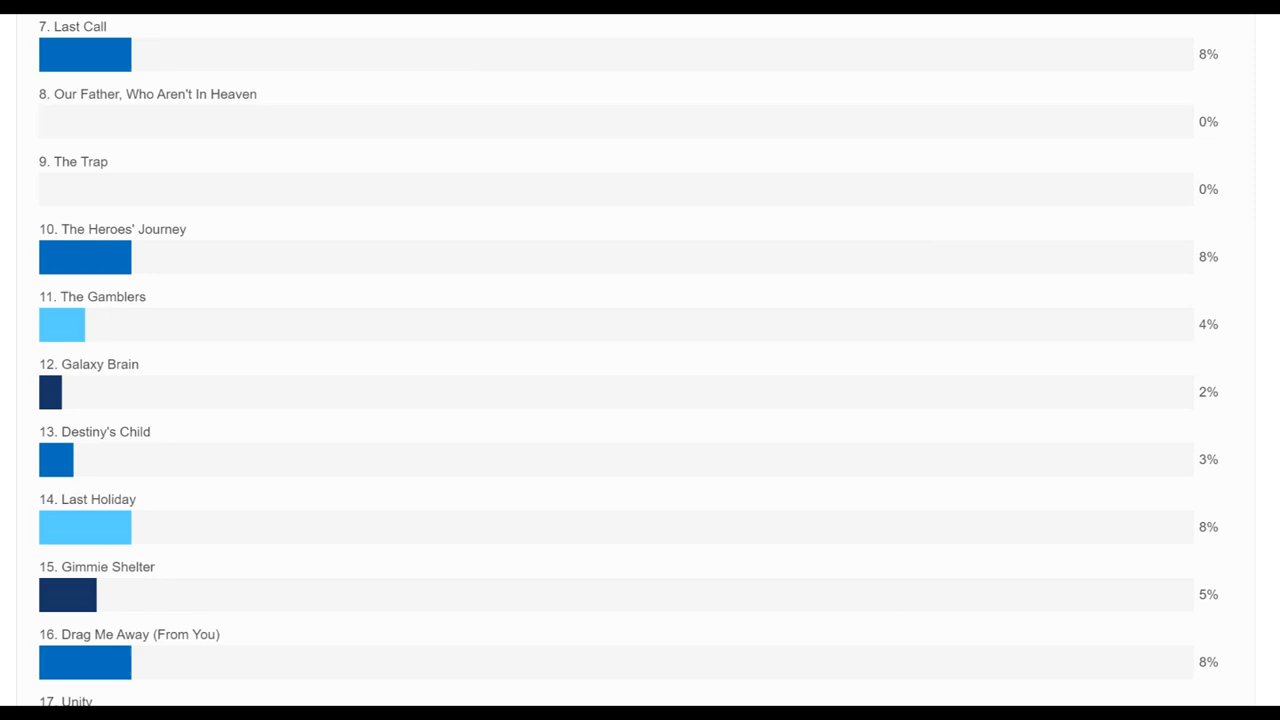 7. Last Call
8%
8. Our Father, Who Aren't In Heaven
0%
9. The Trap
0%
10. The Heroes' Journey
8%
11. The Gamblers
4%
12. Galaxy Brain
2%
13. Destiny's Child
3%
14. Last Holiday
8%
15. Gimmie Shelter
5%
16. Drag Me Away (From You)
8%
17. Unity